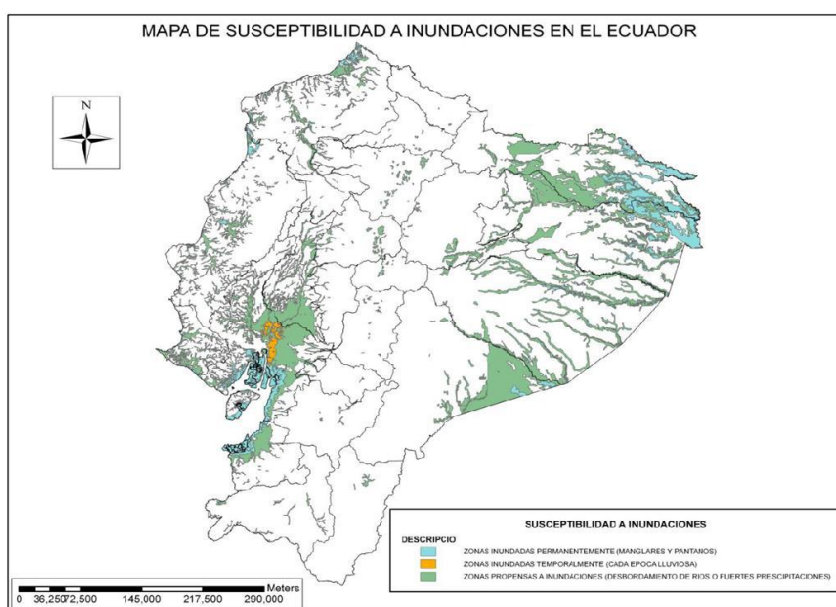 MAPA DE SUSCEPTIBILIDAD A INUNDACIONES EN EL ECUADOR
N
SUSCEPTIBILIDAD A INUNDACIONES
DESCRIPCIO
ZONAS INUNDADAS PERMANENTEMENTE (MANGLARES Y PANTANOS)
ZONAS INUNDADAS TEMPORALMENTE (CADA EPOCA LLUVIOSA)
ZONAS PROPENSAS A INUNDACIONES (DESBORDAMIENTO DE RIOS O FUERTES PRECIPITACIONES)
Meters
0 36,250 72,500 145,000 217,500 290,000